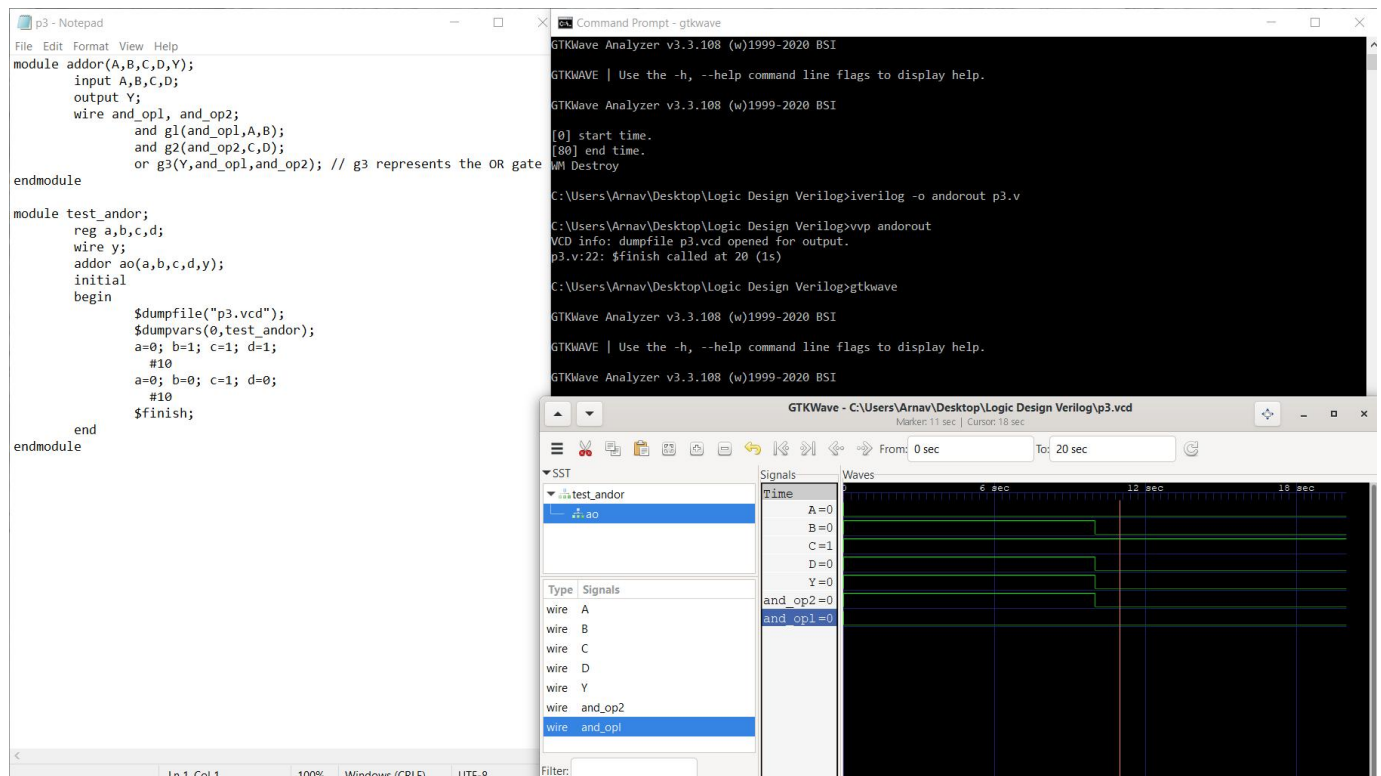 p3 - Notepad
File Edit Format View Help
module addor(A,B,C,D,Y);
input A,B,C,D;
output Y;
wire and_opl, and_op2;
and gl(and_opl,A,B);
and g2(and_op2,C,D);
or g3(Y,and_opl,and_op2); // g3 represents the OR gate
endmodule
module test_andor;
reg a,b,c,d;
wire y;
addor ao(a,b,c,d,y);
initial
begin
$dumpfile("p3.vcd");
$dumpvars(0,test_andor);
a=0; b=1; c=1; d=1;
#10
a=0; b=0; c=1; d=0;
#10
$finish;
end
endmodule
Ln 1, Col 1 100% Windows (CRLF) UTF-8
Command Prompt - gtkwave
GTKWave Analyzer v3.3.108 (w)1999-2020 BSI
GTKWAVE | Use the -h, --help command line flags to display help.
GTKWave Analyzer v3.3.108 (w)1999-2020 BSI
[0] start time.
[80] end time.
WM Destroy
C:\Users\Arnav\Desktop\Logic Design Verilog>iverilog -o andorout p3.v
C:\Users\Arnav\Desktop\Logic Design Verilog>vvp andorout
VCD info: dumpfile p3.vcd opened for output.
p3.v:22: $finish called at 20 (1s)
C:\Users\Arnav\Desktop\Logic Design Verilog>gtkwave
GTKWave Analyzer v3.3.108 (w)1999-2020 BSI
GTKWAVE | Use the -h, --help command line flags to display help.
GTKWave Analyzer v3.3.108 (w)1999-2020 BSI
GTKWave - C:\Users\Arnav\Desktop\Logic Design Verilog\p3.vcd
Marker: 11 sec | Cursor: 18 sec
From: 0 sec To: 20 sec
SST
test_andor
ao
Type Signals
wire A
wire B
wire C
wire D
wire Y
wire and_op2
wire and_opl
Filter:
Signals
Time
A=0
B=0
C=1
D=0
Y=0
and_op2=0
and_opl=0
Waves
0 6 sec 12 sec 18 sec